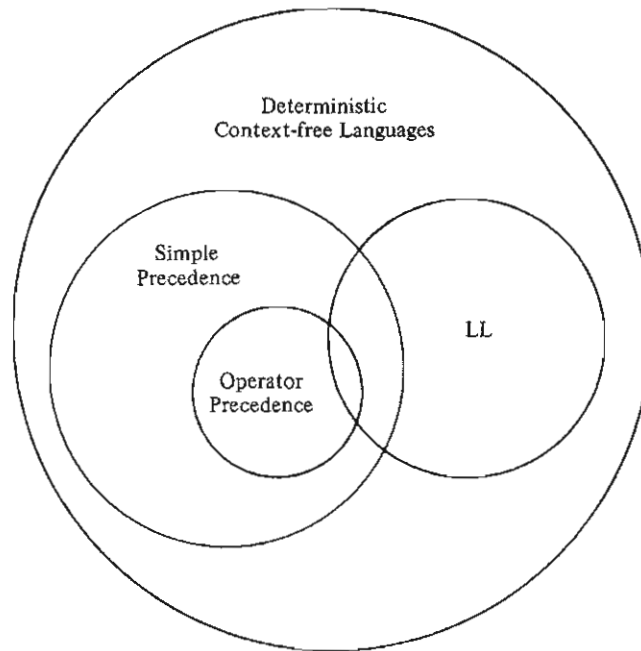 Deterministic
Context-free Languages
Simple
Precedence
LL
Operator
Precedence